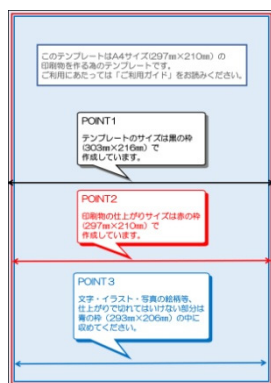 このテンプレートはA4サイズ(297㎜×210㎜)の
印刷物を作る為のテンプレートです。
ご利用にあたっては「ご利用ガイド」をお読みください。
POINT1
テンプレートのサイズは黒の枠
(303㎜×216㎜)で
作成しています。
POINT2
印刷物の仕上がりサイズは赤の枠
(297㎜×210㎜)で
作成しています。
POINT3
文字・イラスト・写真の絵柄等、
仕上がりで切れてはいけない部分は
青の枠(293㎜×206㎜)の中に
収めてください。